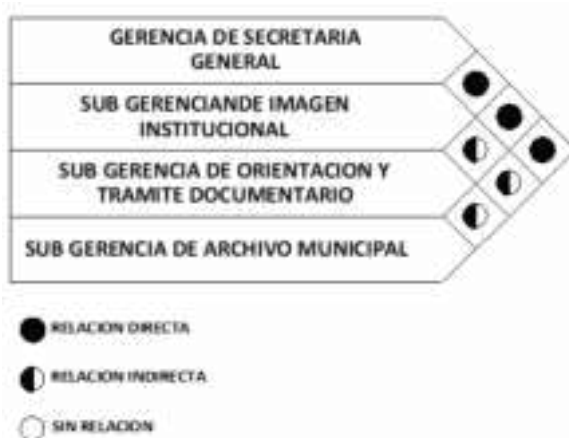 GERENCIA DE SECRETARIA
GENERAL
SUB GERENCIANDE IMAGEN
INSTITUCIONAL
SUB GERENCIA DE ORIENTACION Y
TRAMITE DOCUMENTARIO
SUB GERENCIA DE ARCHIVO MUNICIPAL
RELACION DIRECTA
RELACION INDIRECTA
SIN RELACION